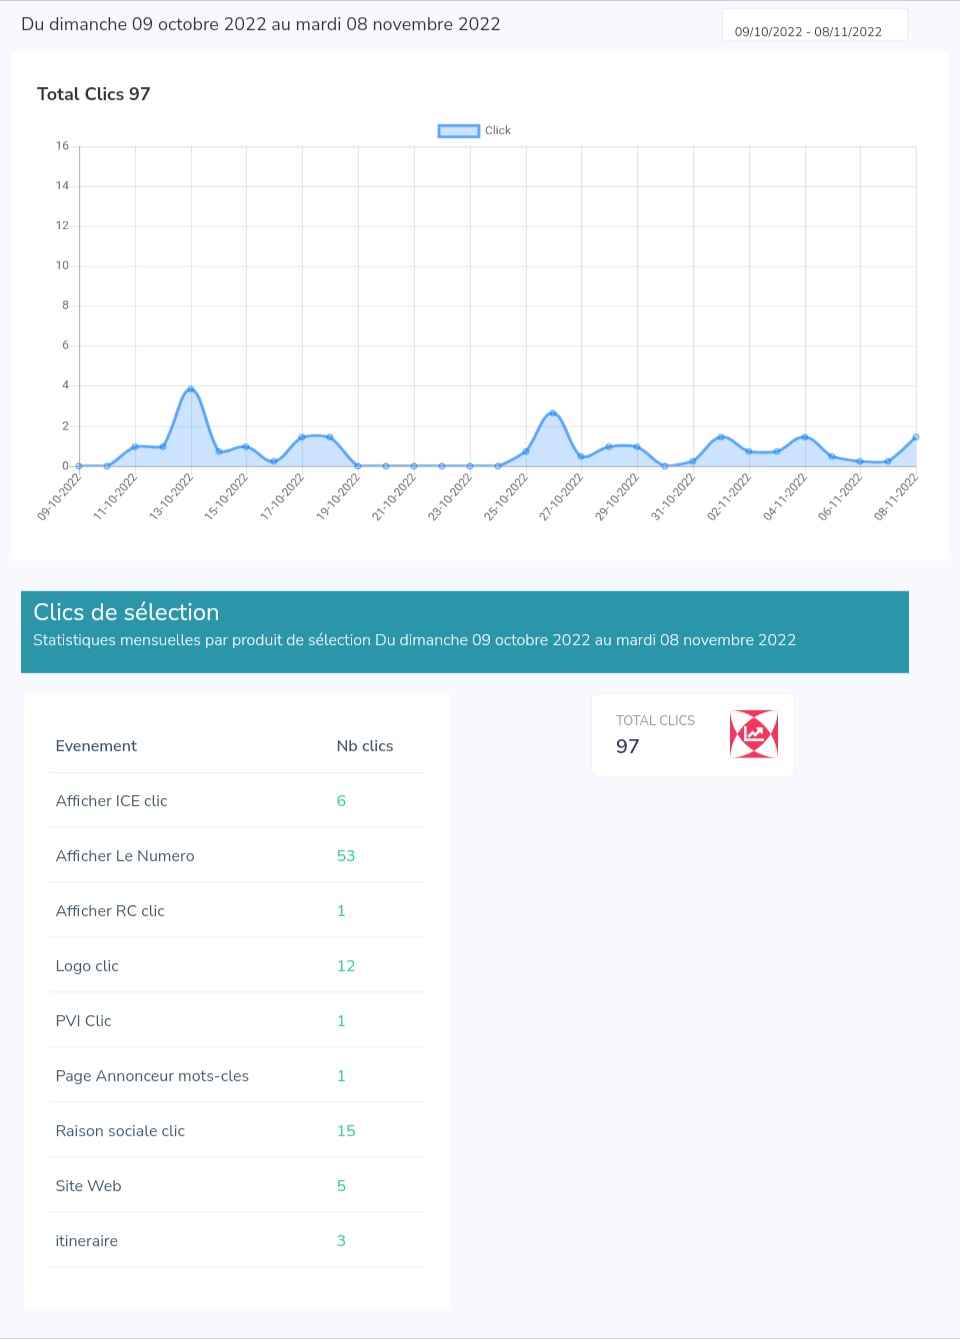 Du dimanche 09 octobre 2022 au mardi 08 novembre 2022
09/10/2022 - 08/11/2022
Total Clics 97
Click
16
14
12
10
8
6
4
2
0
09-10-2022
11-10-2022
13-10-2022
15-10-2022
17-10-2022
19-10-2022
21-10-2022
23-10-2022
25-10-2022
27-10-2022
29-10-2022
31-10-2022
02-11-2022
04-11-2022
06-11-2022
08-11-2022
Clics de sélection
Statistiques mensuelles par produit de sélection Du dimanche 09 octobre 2022 au mardi 08 novembre 2022
Evenement Nb clics
Afficher ICE clic 6
Afficher Le Numero 53
Afficher RC clic 1
Logo clic 12
PVI Clic 1
Page Annonceur mots-cles 1
Raison sociale clic 15
Site Web 5
itineraire 3
TOTAL CLICS
97